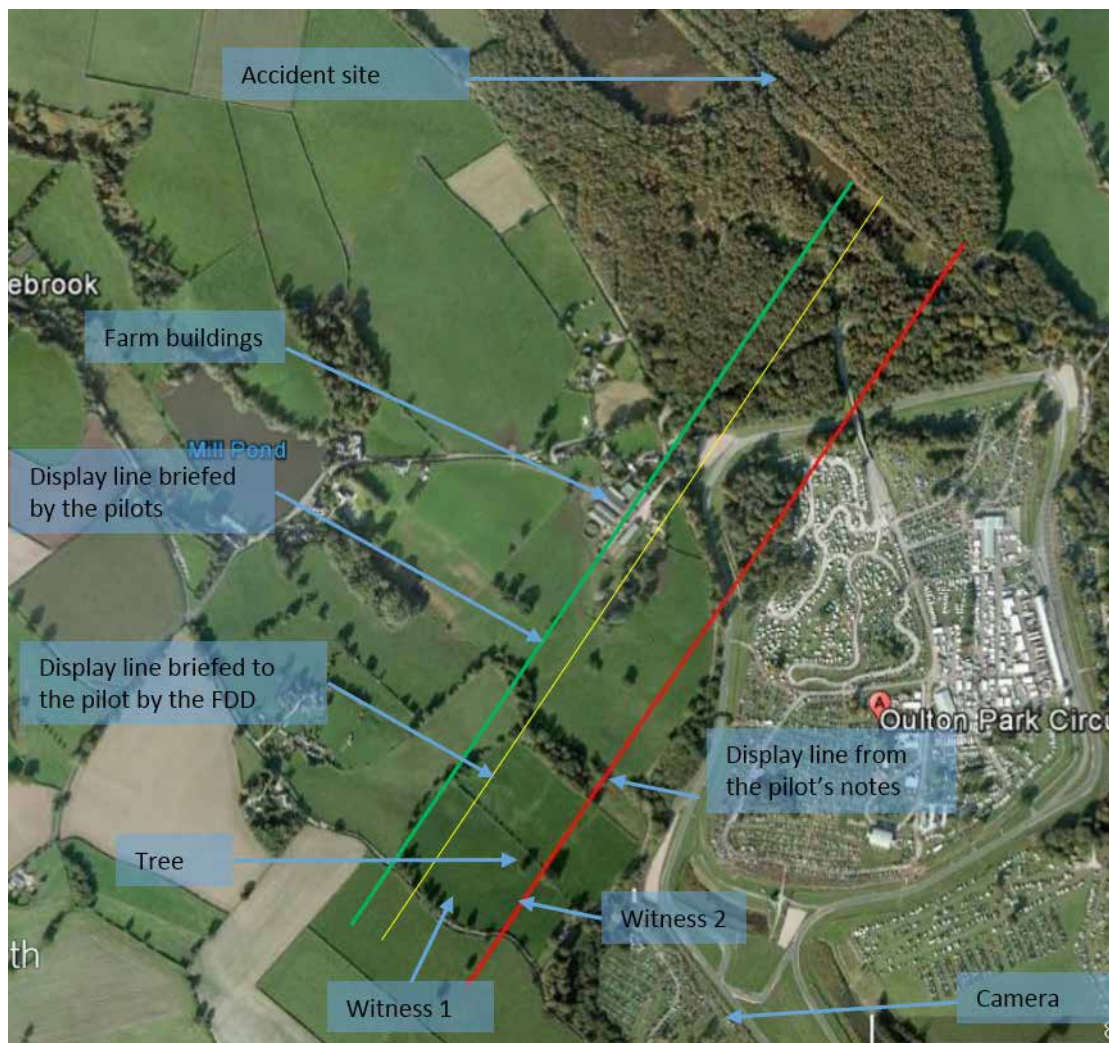 Accident site
ebrook
Farm buildings
Mill Pond
Display line briefed
by the pilots
Display line briefed to
the pilot by the FDD
A
Oulton Park Circu
Display line from
the pilot's notes
Tree
Witness 2
th
Witness 1
Camera
8